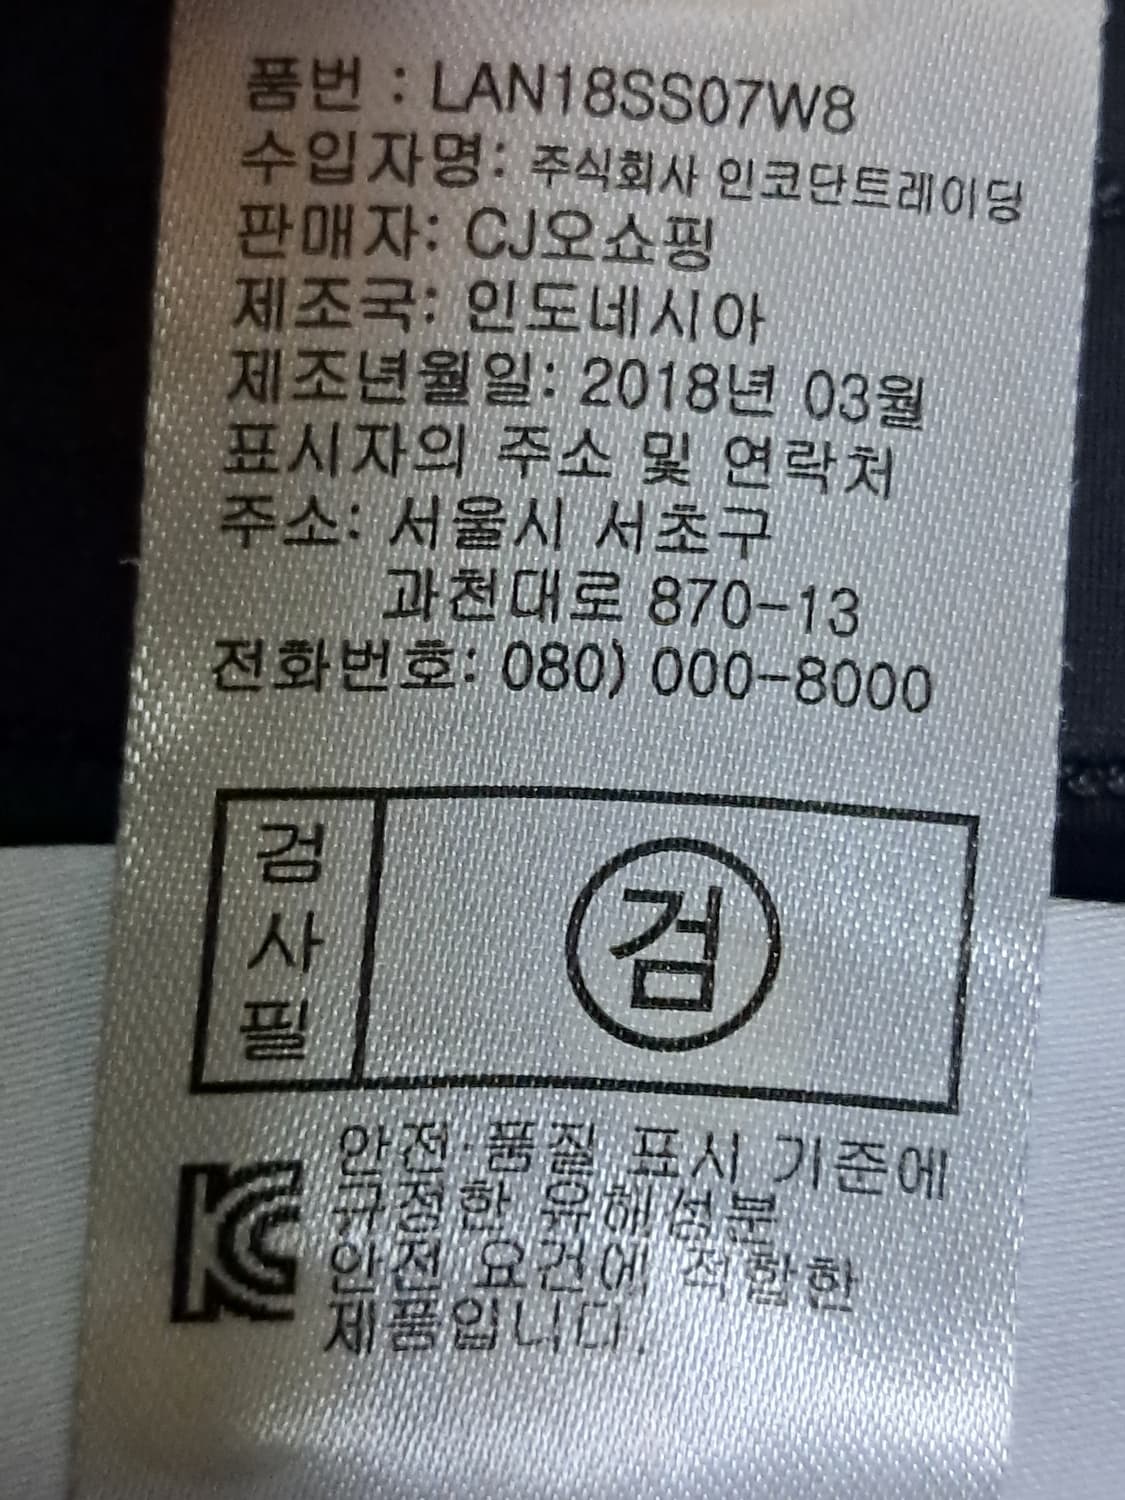 품번 : LAN18SS07W8
수입자명: 주식회사 인코단트레이딩
판매자: CJ오쇼핑
제조국: 인도네시아
제조년월일: 2018년 03월
표시자의 주소 및 연락처
주소: 서울시 서초구
과천대로 870-13
전화번호: 080) 000-8000
검사필
검
안전·품질 표시 기준에
KC 규정한 유해성분
안전 요건에 적합한
제품입니다.